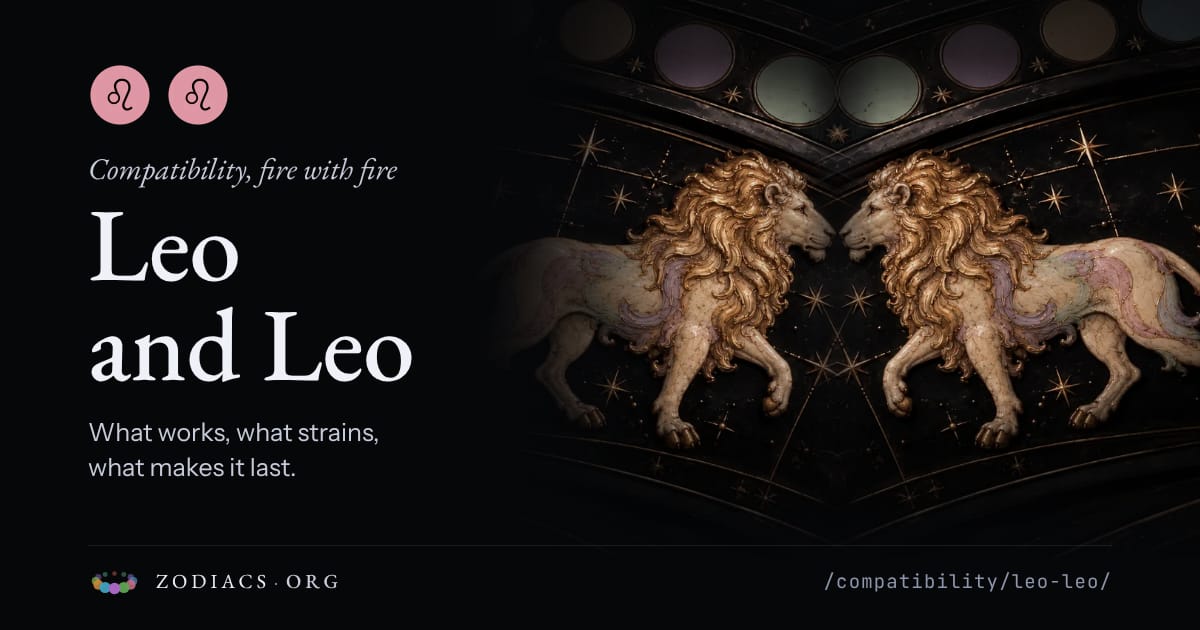 ♌ ♌
Compatibility, fire with fire
Leo
and Leo
What works, what strains,
what makes it last.
ZODIACS·ORG
/compatibility/leo-leo/